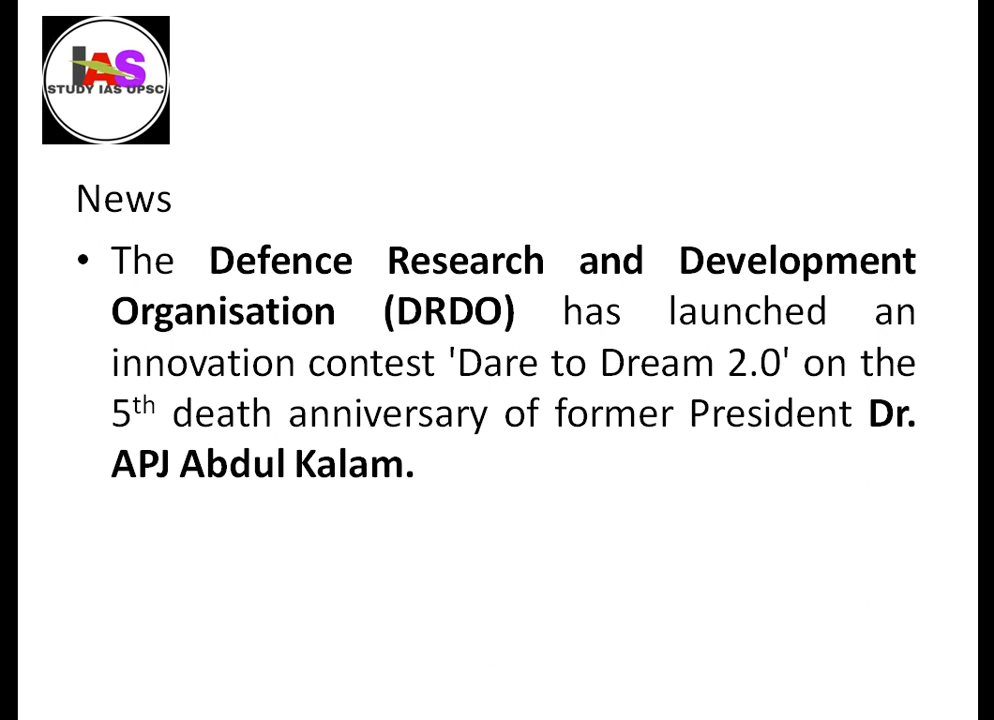 IAS
STUDY IAS UPSC
News
• The Defence Research and Development
Organisation (DRDO) has launched an
innovation contest 'Dare to Dream 2.0' on the
5th death anniversary of former President Dr.
APJ Abdul Kalam.